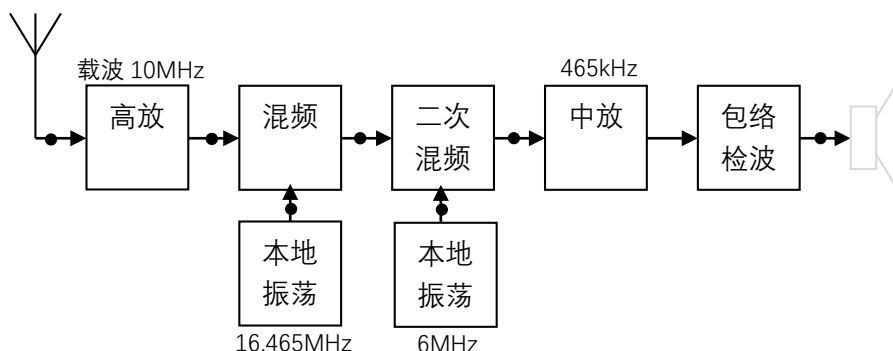 载波 10MHz
465kHz
高放
混频
二次
混频
中放
包络
检波
本地
振荡
本地
振荡
16.465MHz
6MHz